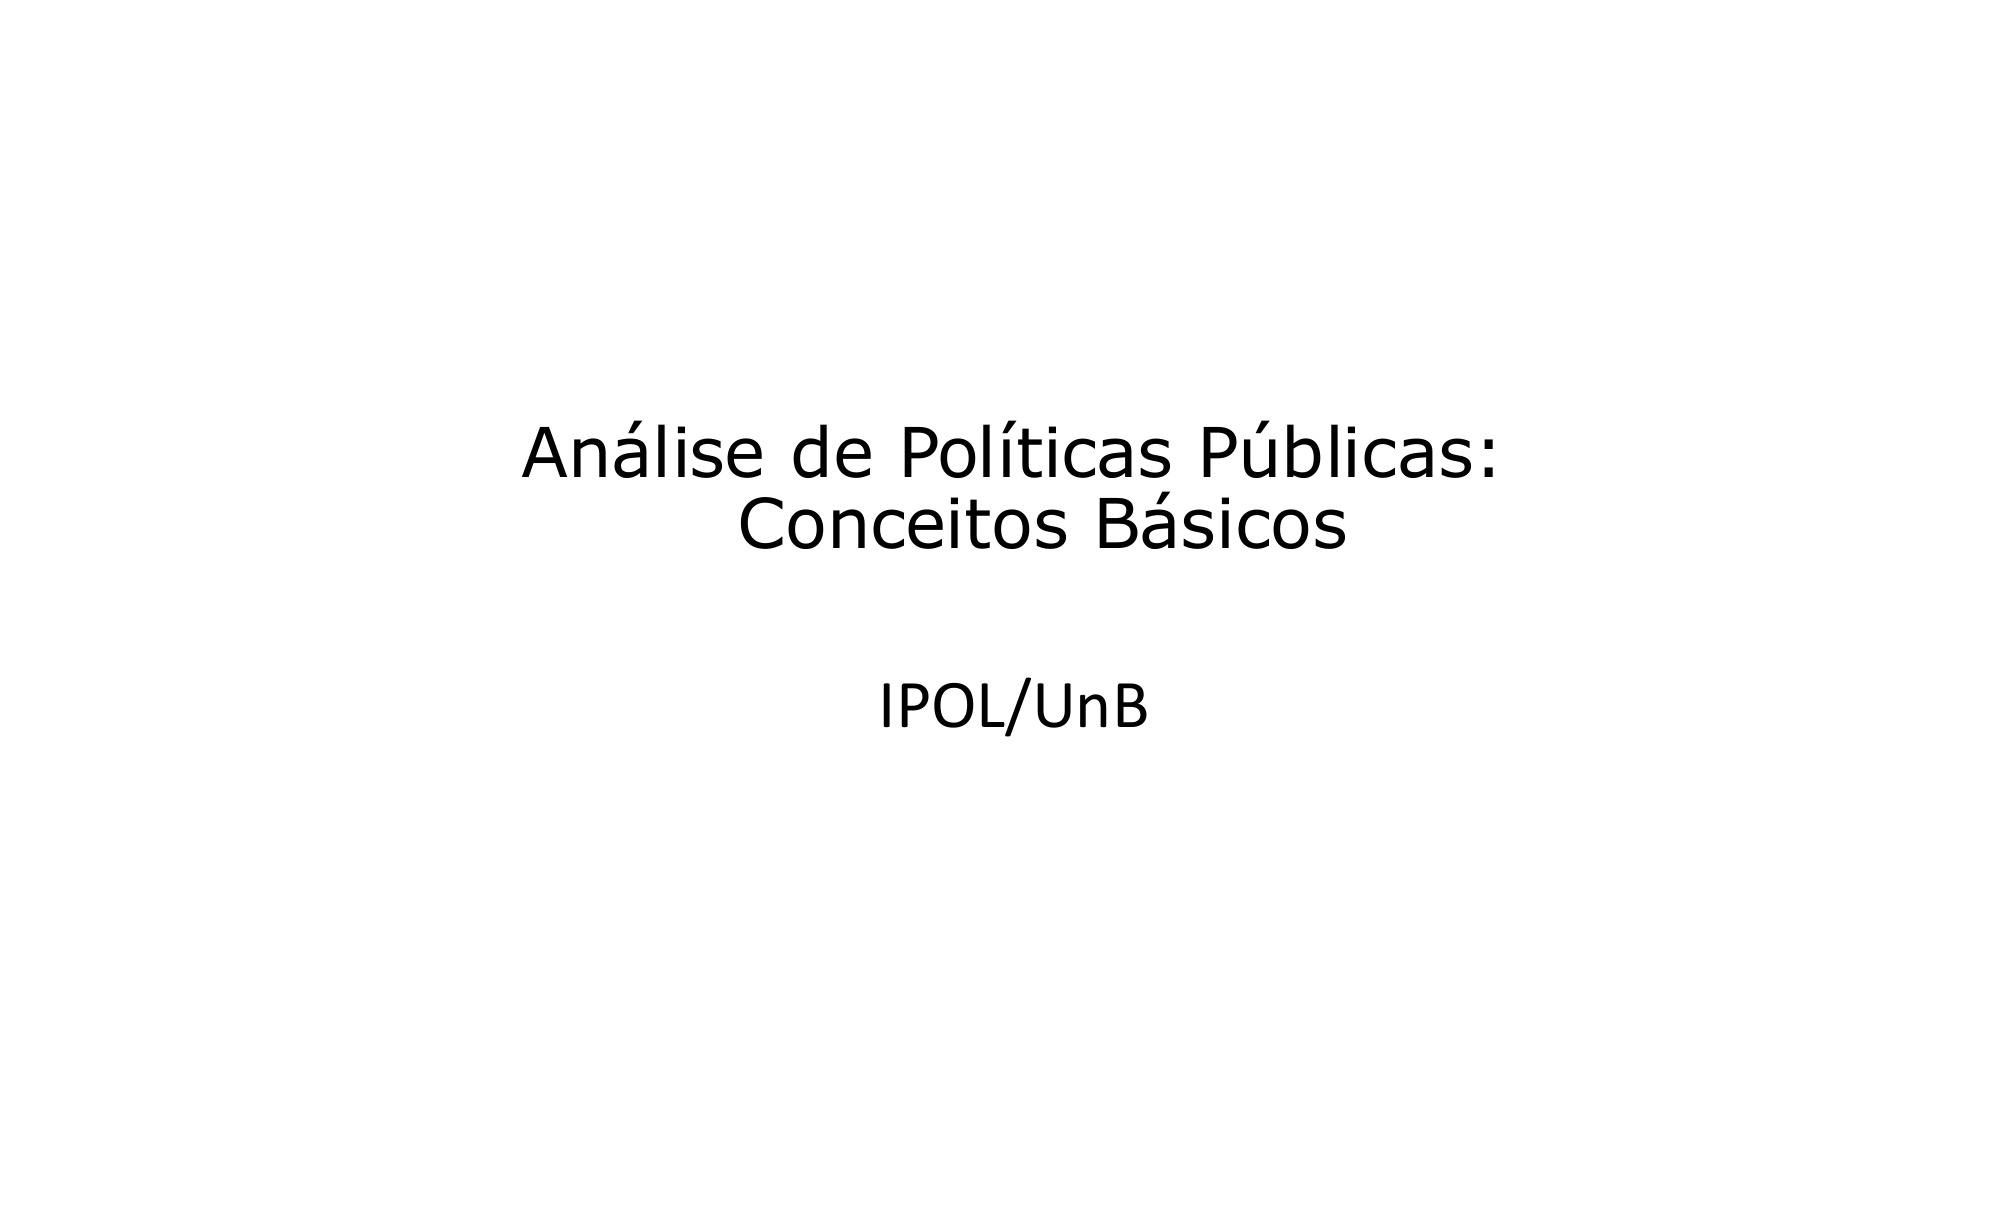 Análise de Políticas Públicas:
Conceitos Básicos
IPOL/UnB